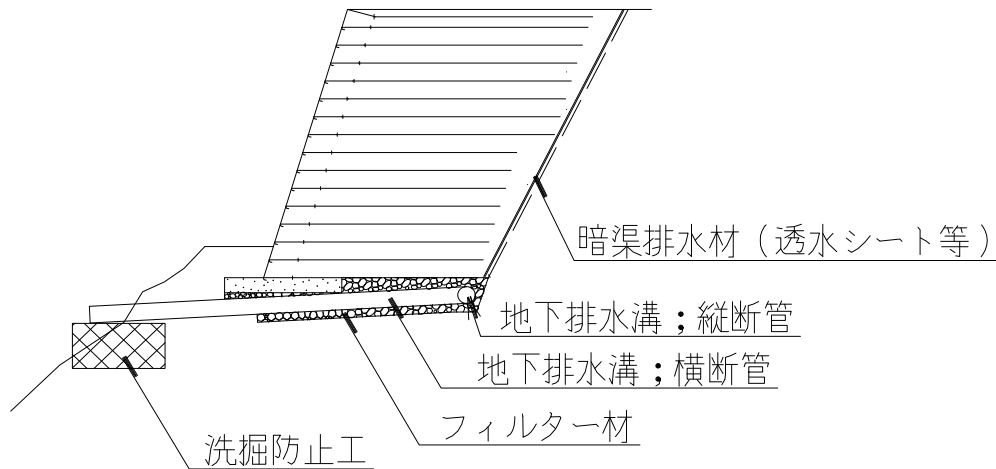 暗渠排水材（透水シート等）
地下排水溝；縦断管
地下排水溝；横断管
フィルター材
洗掘防止工